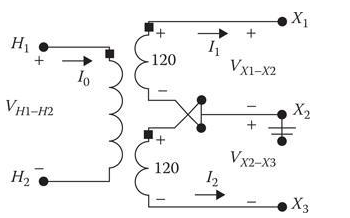 H1
+
I0
VH1–H2
−
H2
+
120
−
I1
+
X1
VX1–X2
−
X2
+
+
120
−
I2
VX2–X3
−
X3